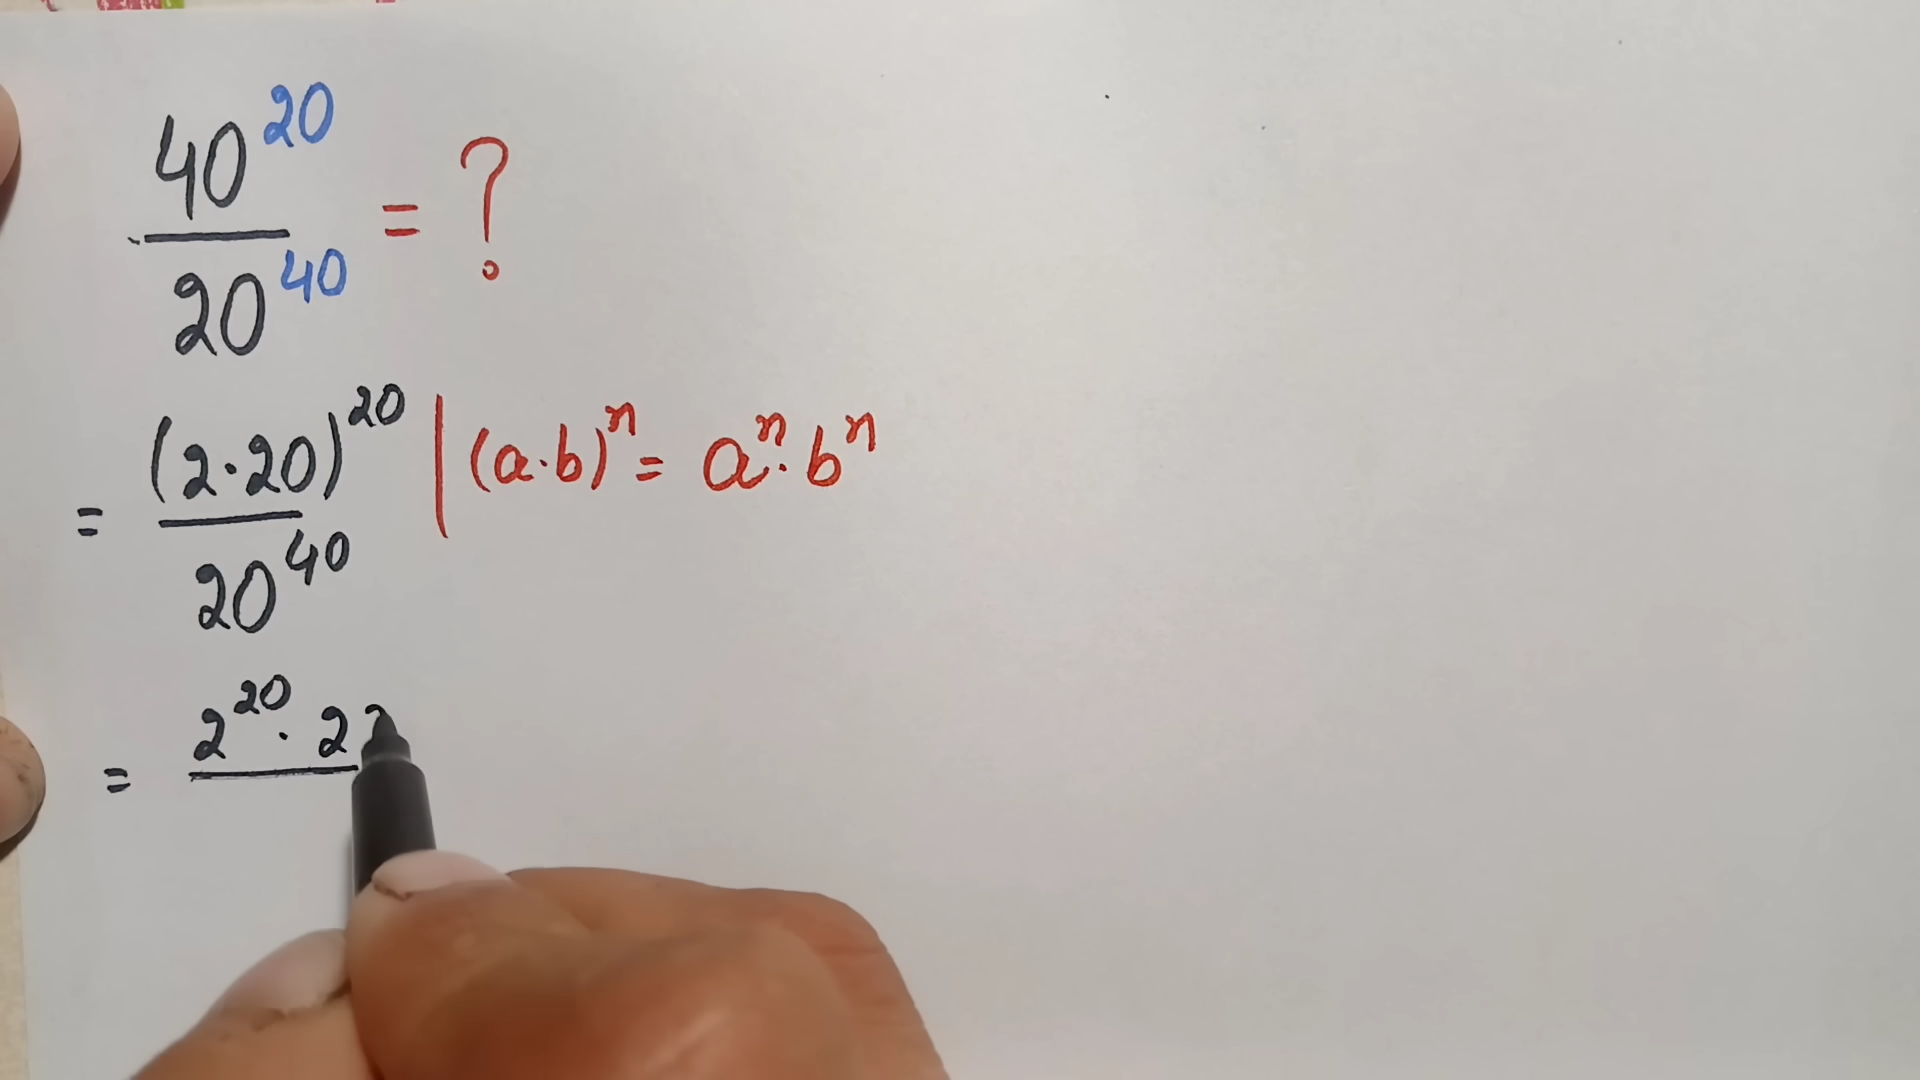 40^20 / 20^40 = ?
= (2·20)^20 / 20^40 | (a·b)^n = a^n · b^n
= 2^20 · 2